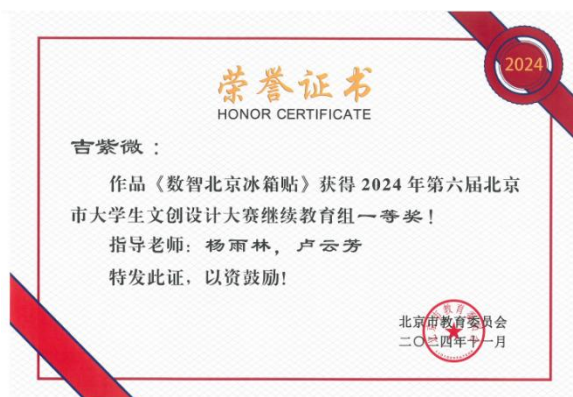 2024
荣誉证书
HONOR CERTIFICATE
吉紫微：
作品《数智北京冰箱贴》获得 2024 年第六届北京
市大学生文创设计大赛继续教育组一等奖！
指导老师：杨雨林，卢云芳
特发此证，以资鼓励！
北京市教育委员会
二〇二四年十一月